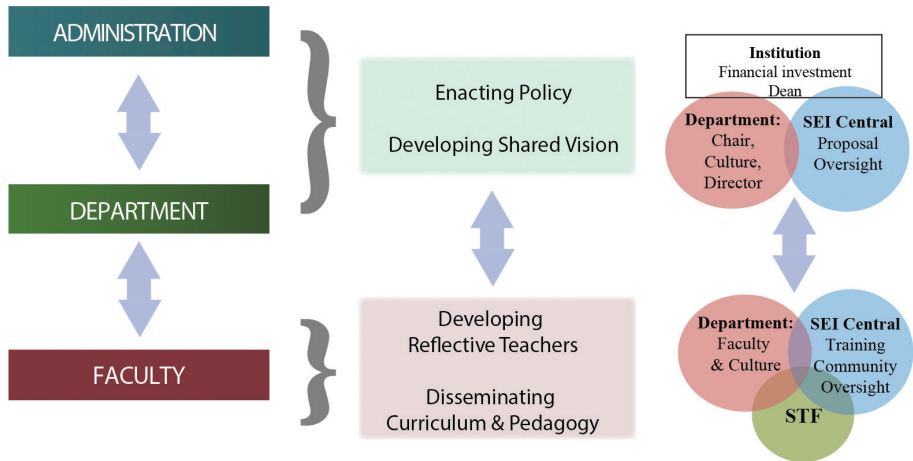 ADMINISTRATION
DEPARTMENT
FACULTY
Enacting Policy
Developing Shared Vision
Developing
Reflective Teachers
Disseminating
Curriculum & Pedagogy
Institution
Financial investment
Dean
Department:
Chair,
Culture,
Director
SEI Central
Proposal
Oversight
Department:
Faculty
& Culture
SEI Central
Training
Community
Oversight
STF